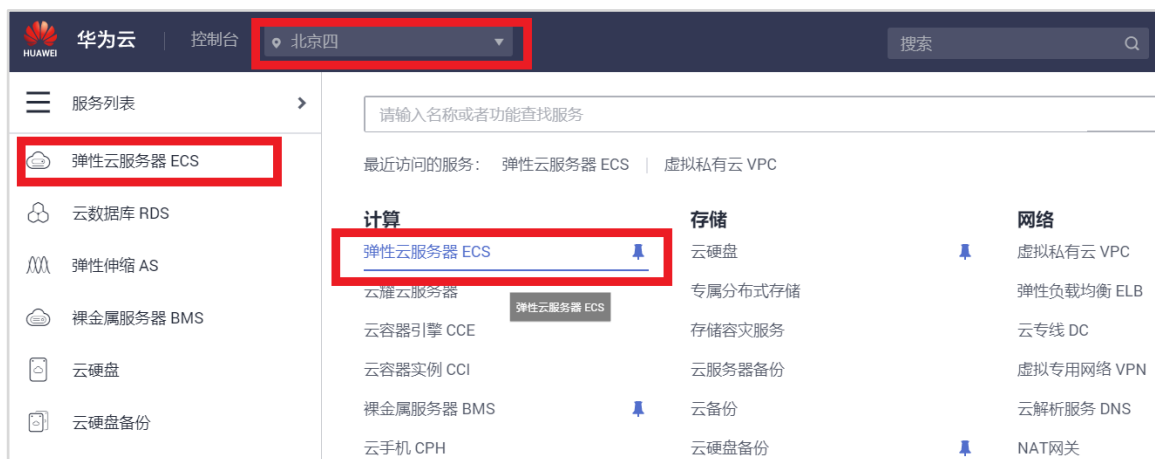 HUAWEI 华为云 控制台 北京四 搜索
服务列表
请输入名称或者功能查找服务
弹性云服务器 ECS
最近访问的服务： 弹性云服务器 ECS 虚拟私有云 VPC
云数据库 RDS
弹性伸缩 AS
裸金属服务器 BMS
云硬盘
云硬盘备份
计算
弹性云服务器 ECS
云耀云服务器
弹性云服务器 ECS
云容器引擎 CCE
云容器实例 CCI
裸金属服务器 BMS
云手机 CPH
存储
云硬盘
专属分布式存储
存储容灾服务
云服务器备份
云备份
云硬盘备份
网络
虚拟私有云 VPC
弹性负载均衡 ELB
云专线 DC
虚拟专用网络 VPN
云解析服务 DNS
NAT网关